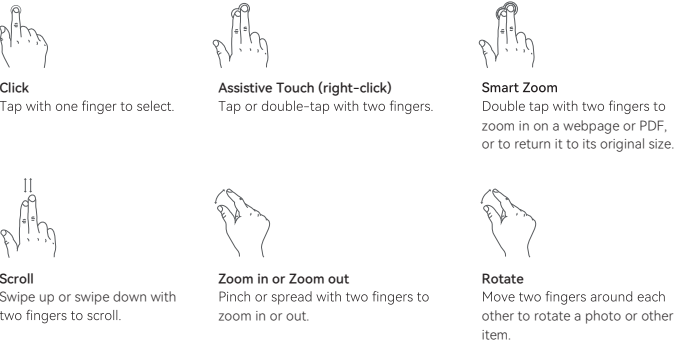 Click
Tap with one finger to select.
Assistive Touch (right-click)
Tap or double-tap with two fingers.
Smart Zoom
Double tap with two fingers to
zoom in on a webpage or PDF,
or to return it to its original size.
Scroll
Swipe up or swipe down with
two fingers to scroll.
Zoom in or Zoom out
Pinch or spread with two fingers to
zoom in or out.
Rotate
Move two fingers around each
other to rotate a photo or other
item.